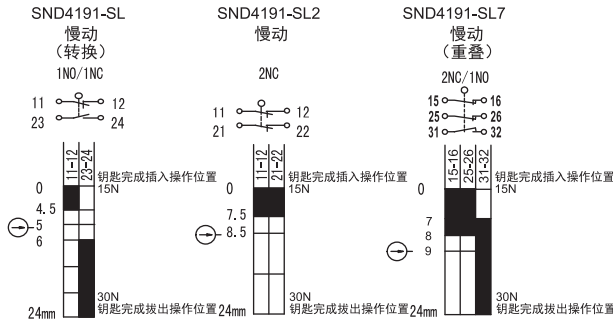 SND4191-SL
慢动
（转换）
1NO/1NC
11 12
23 24
11-12
23-24
0
4.5
5
6
24mm
钥匙完成插入操作位置
15N
30N
钥匙完成拔出操作位置
SND4191-SL2
慢动
2NC
11 12
21 22
11-12
21-22
0
7.5
8.5
24mm
钥匙完成插入操作位置
15N
30N
钥匙完成拔出操作位置
SND4191-SL7
慢动
（重叠）
2NC/1NO
15 16
25 26
31 32
15-16
25-26
31-32
0
7
8
9
24mm
钥匙完成插入操作位置
15N
30N
钥匙完成拔出操作位置